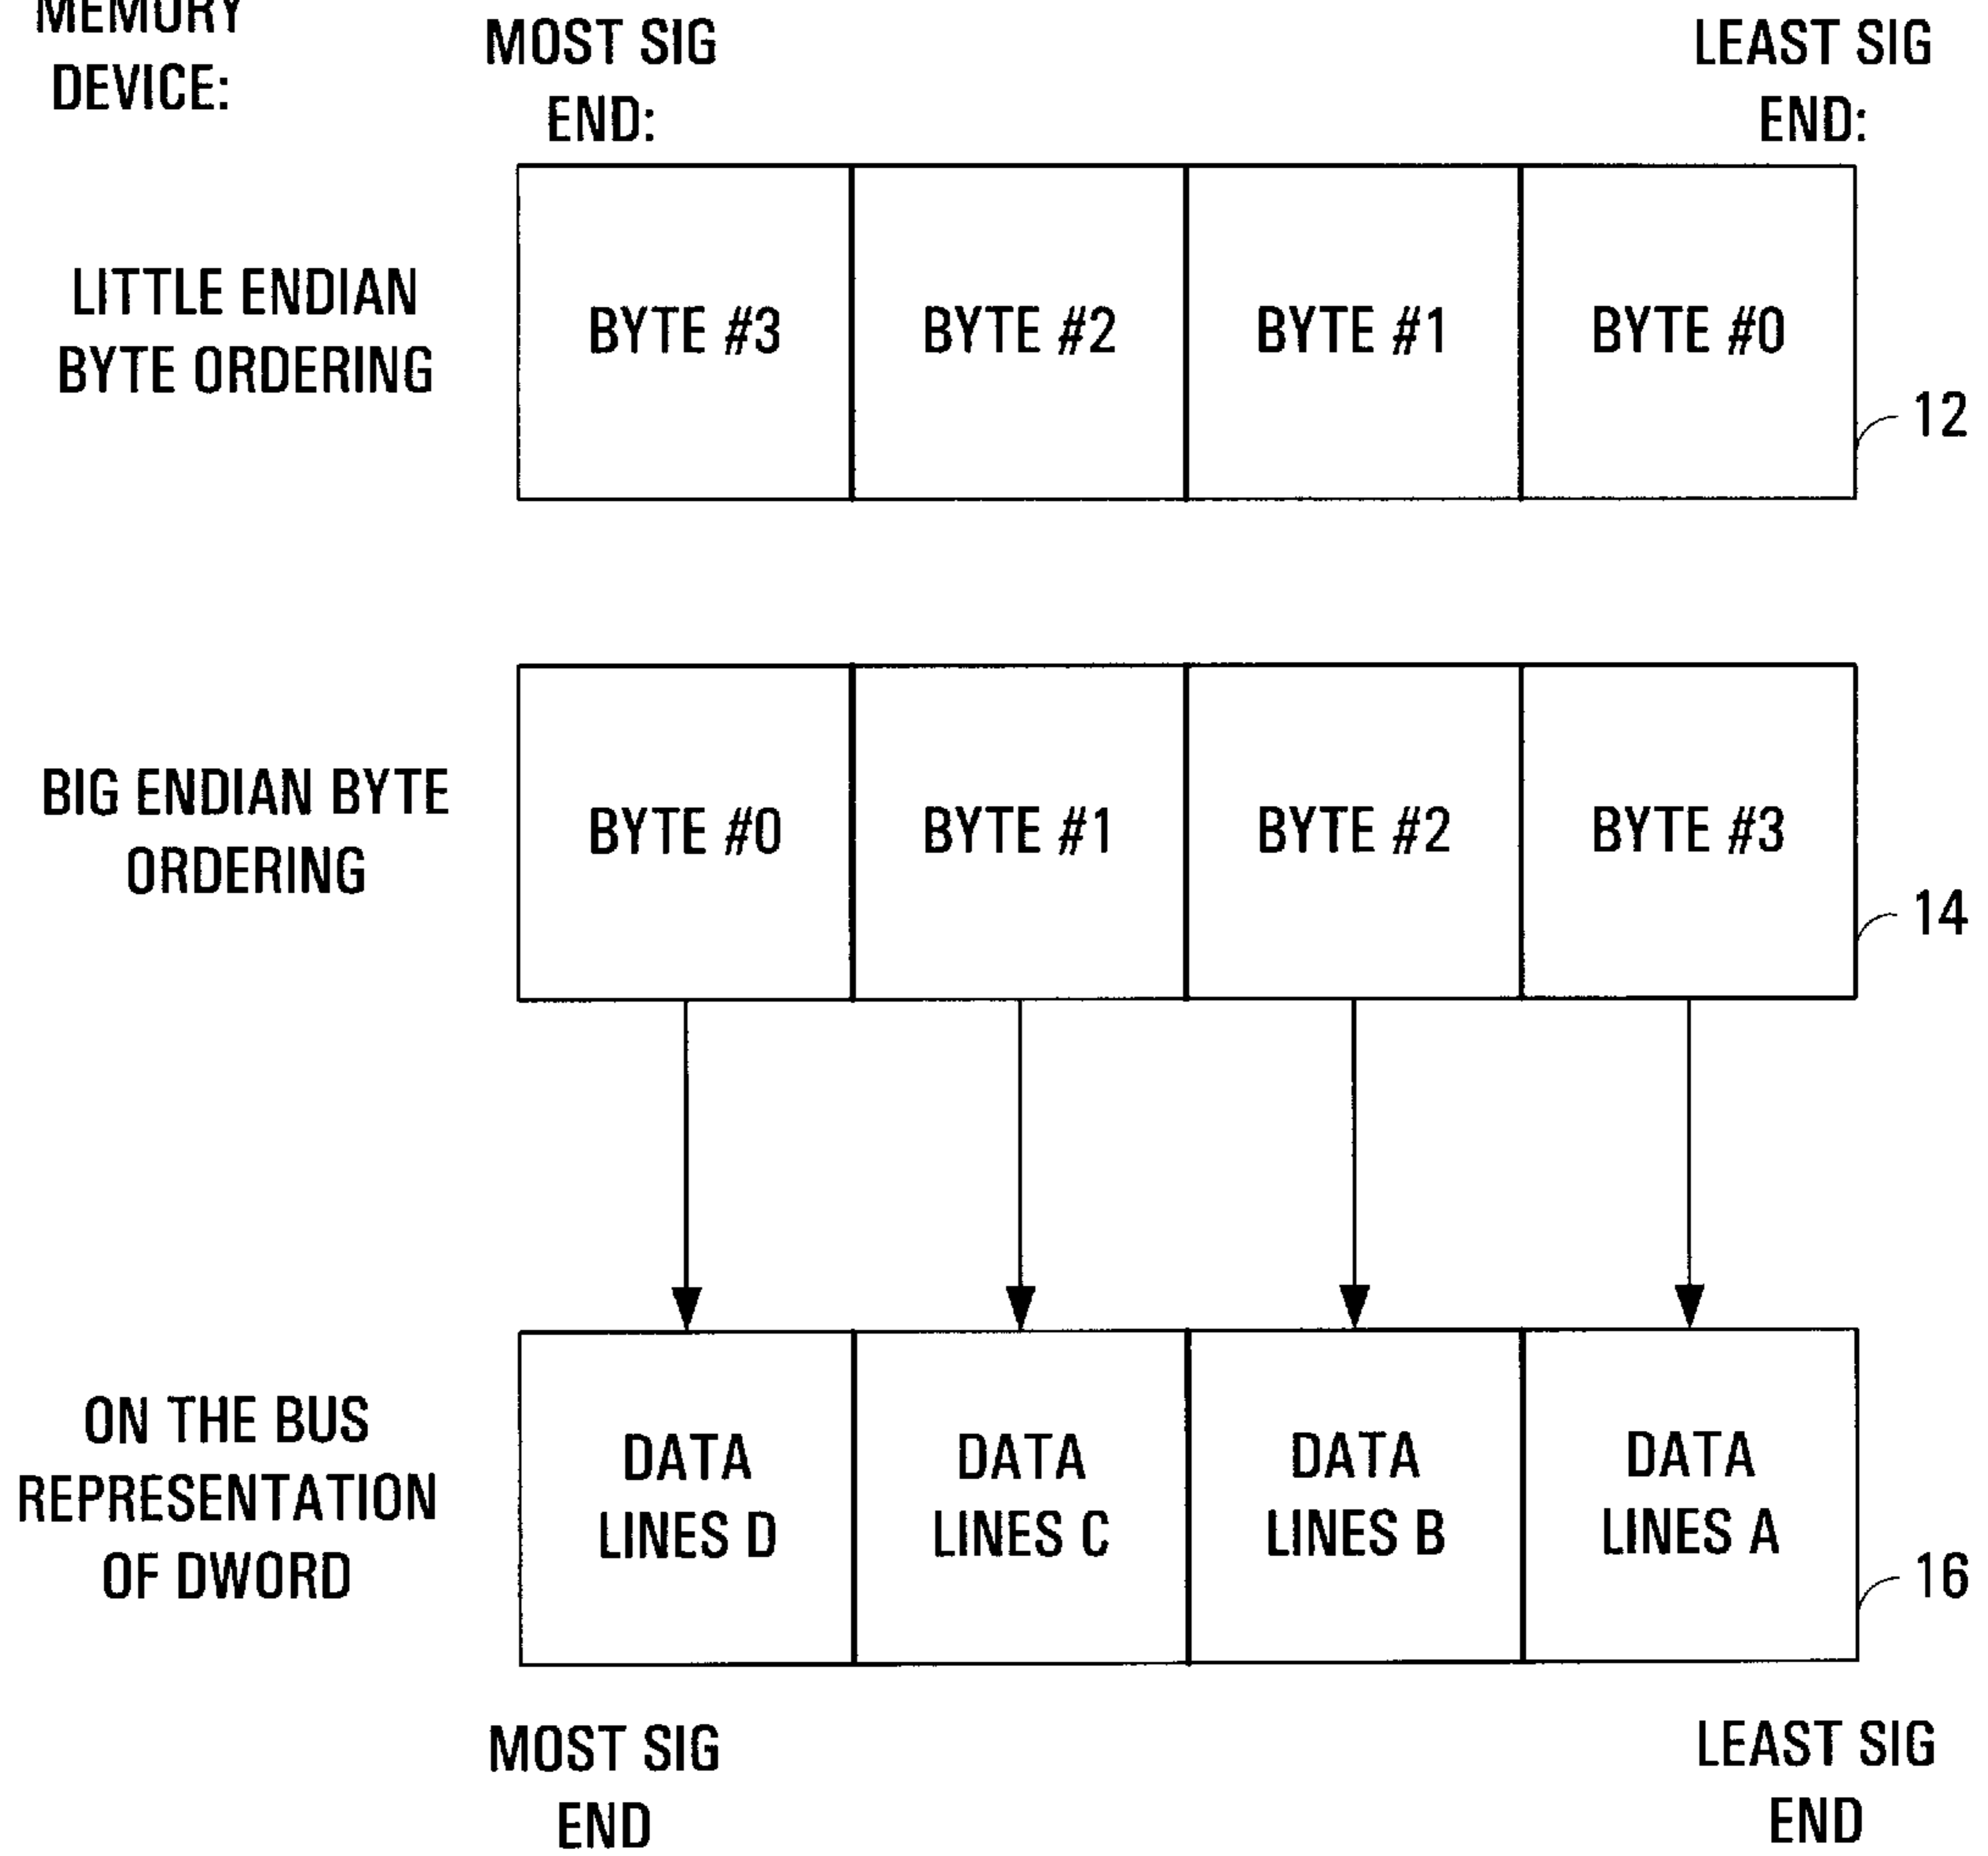 MEMORY
DEVICE:
MOST SIG
END:
LEAST SIG
END:
LITTLE ENDIAN
BYTE ORDERING
BYTE #3
BYTE #2
BYTE #1
BYTE #0
12
BIG ENDIAN BYTE
ORDERING
BYTE #0
BYTE #1
BYTE #2
BYTE #3
14
ON THE BUS
REPRESENTATION
OF DWORD
DATA
LINES D
DATA
LINES C
DATA
LINES B
DATA
LINES A
16
MOST SIG
END
LEAST SIG
END